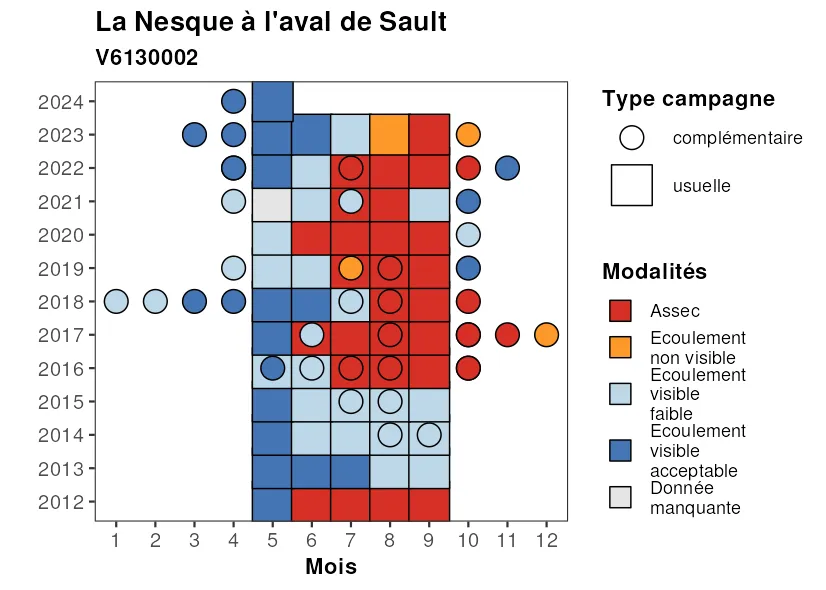 La Nesque à l'aval de Sault
V6130002
2024
2023
2022
2021
2020
2019
2018
2017
2016
2015
2014
2013
2012
1 2 3 4 5 6 7 8 9 10 11 12
Mois
Type campagne
complémentaire
usuelle
Modalités
Assec
Ecoulement
non visible
Ecoulement
visible
faible
Ecoulement
visible
acceptable
Donnée
manquante